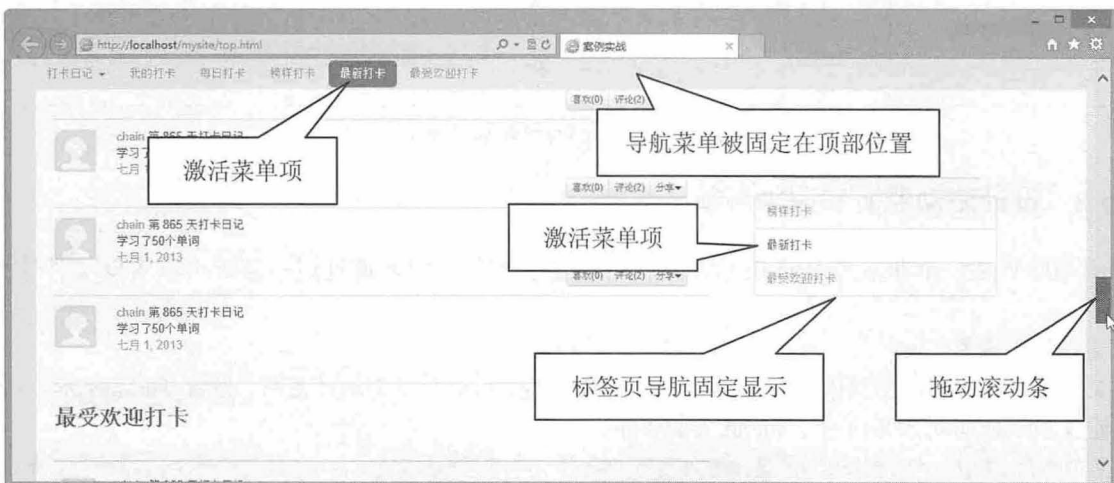 http://localhost/mysite/top.html
案例实战
打卡日记 我的打卡 每日打卡 榜样打卡 最新打卡 最受欢迎打卡
喜欢(0) 评论(2)
chain 第 865 天打卡日记
学习了
七月
激活菜单项
导航菜单被固定在顶部位置
喜欢(0) 评论(2) 分享
榜样打卡
chain 第 865 天打卡日记
学习了50个单词
七月 1, 2013
激活菜单项
最新打卡
喜欢(0) 评论(2) 分享
最受欢迎打卡
chain 第 865 天打卡日记
学习了50个单词
七月 1, 2013
标签页导航固定显示
拖动滚动条
最受欢迎打卡